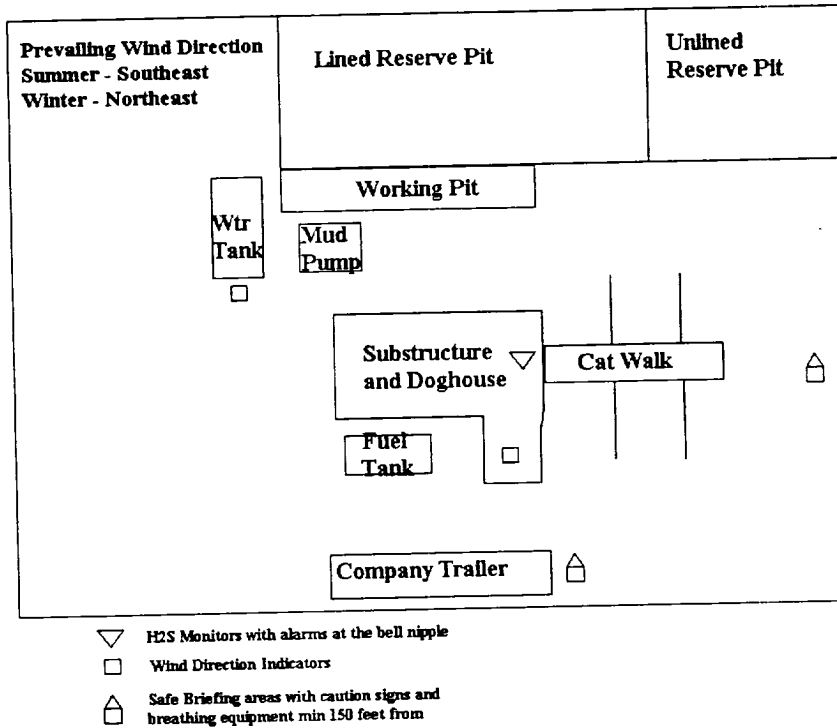 Prevailing Wind Direction
Summer - Southeast
Winter - Northeast
Lined Reserve Pit
Unlined
Reserve Pit
Working Pit
Wtr
Tank
Mud
Pump
Substructure
and Doghouse
Cat Walk
Fuel
Tank
Company Trailer
H2S Monitors with alarms at the bell nipple
Wind Direction Indicators
Safe Briefing areas with caution signs and
breathing equipment min 150 feet from